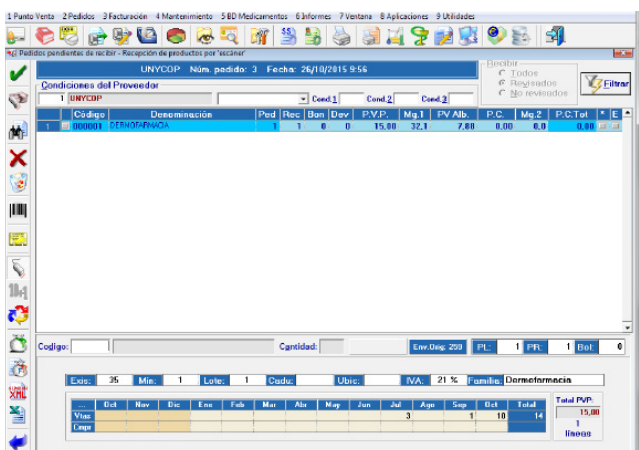 1 Punto Venta 2 Pedidos 3 Facturación 4 Mantenimiento 5 BD Medicamentos 6 Informes 7 Ventana 8 Aplicaciones 9 Utilidades
Pedidos pendientes de recibir - Recepción de productos por 'escáner'
UNYCOP Núm. pedido: 3 Fecha: 26/10/2015 9:56
Recibir
Todos
Revisados
No revisados
Filtrar
Condiciones del Proveedor
1 UNYCOP Cond.1 Cond.2 Cond.3
Código Denominación Ped Rec Bon Dev P.V.P. Mg.1 PV Alb. P.C. Mg.2 P.C.Tot * E
1 000001 DERMOFARMACIA 1 1 0 0 15,00 32,1 7,08 0,00 0,0 0,00
Codigo: Cantidad: Env.Orig: 259 PL: 1 PR: 1 Bol: 0
Exis: 35 Min: 1 Lote: 1 Cadu: Ubic: IVA: 21 % Familia: Dermofarmacia
... Oct Nov Dic Ene Feb Mar Abr May Jun Jul Ago Sep Oct Total
Vtas 3 1 10 14
Cmpr
Total PVP:
15,00
1
líneas